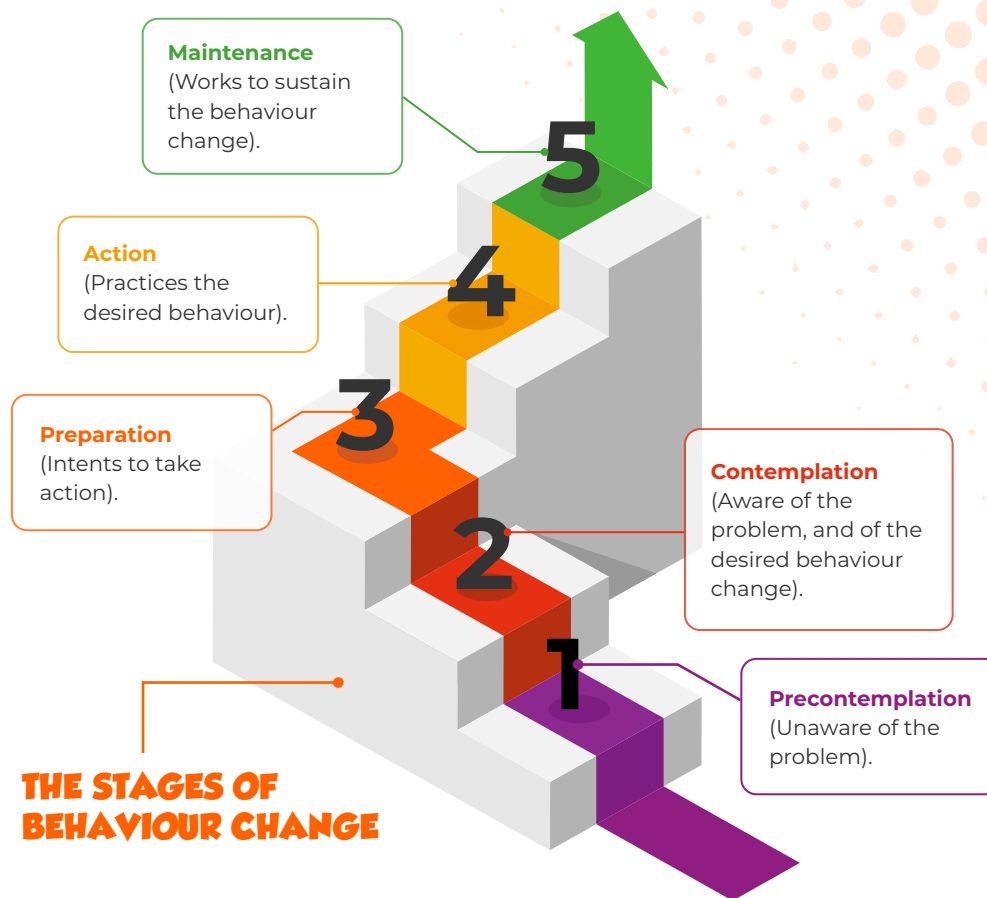 Maintenance
(Works to sustain
the behaviour
change).
5
Action
(Practices the
desired behaviour).
4
Preparation
(Intents to take
action).
3
Contemplation
(Aware of the
problem, and of the
desired behaviour
change).
2
Precontemplation
(Unaware of the
problem).
1
THE STAGES OF
BEHAVIOUR CHANGE